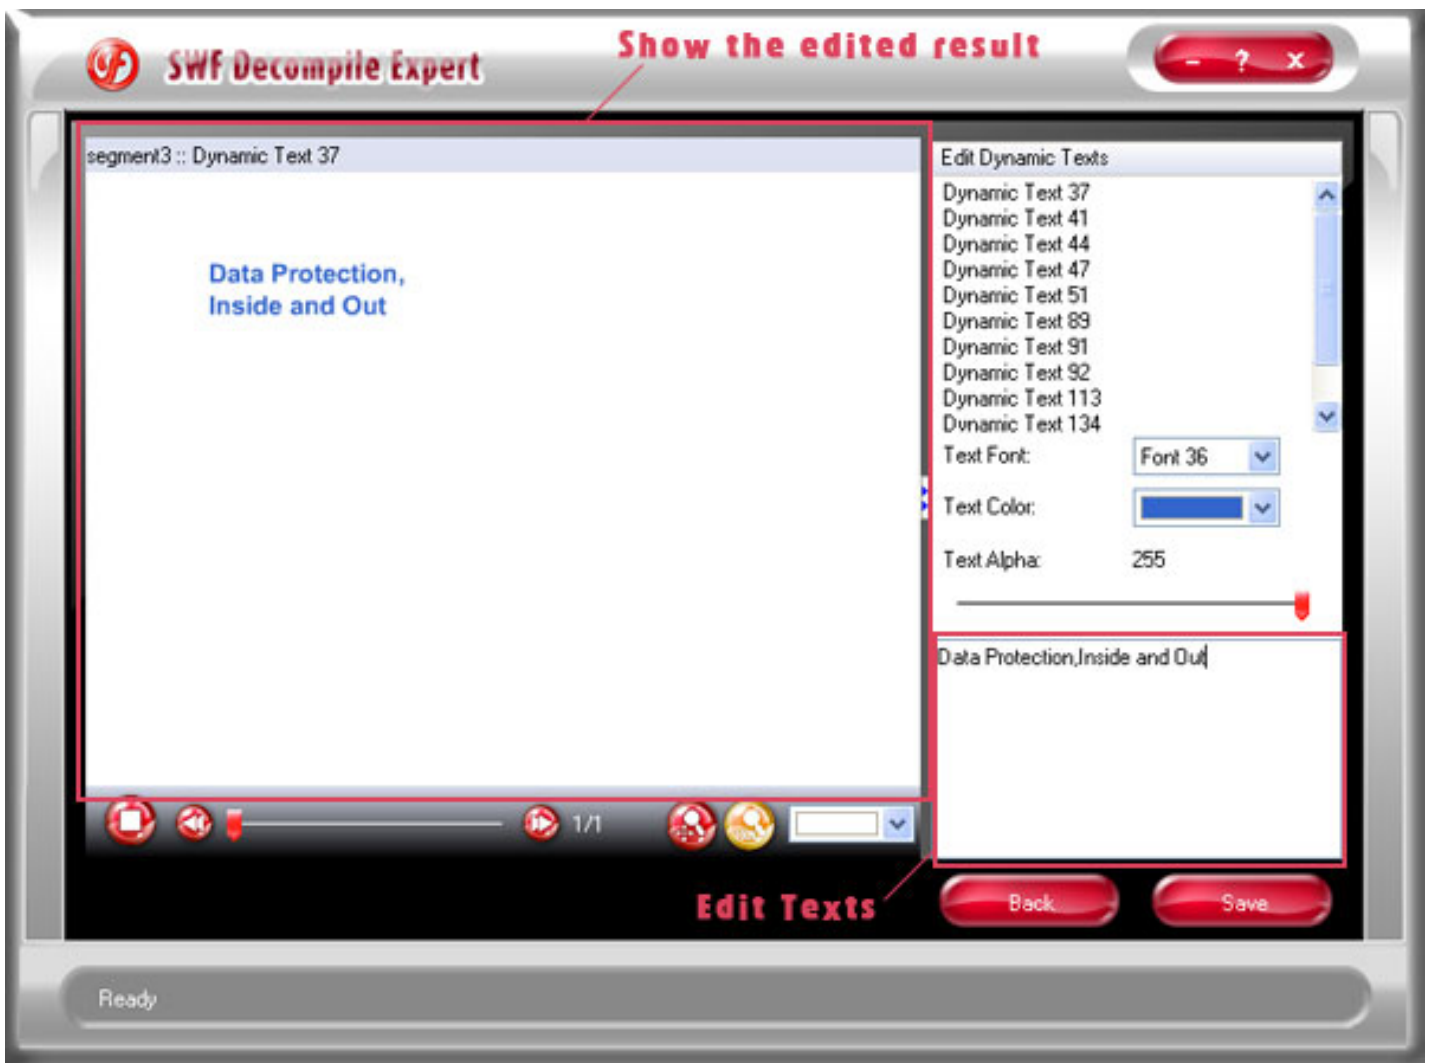 SWF Decompile Expert
Show the edited result
- ? x
segment3 :: Dynamic Text 37
Data Protection,
Inside and Out
Edit Dynamic Texts
Dynamic Text 37
Dynamic Text 41
Dynamic Text 44
Dynamic Text 47
Dynamic Text 51
Dynamic Text 89
Dynamic Text 91
Dynamic Text 92
Dynamic Text 113
Dynamic Text 134
Text Font: Font 36
Text Color:
Text Alpha: 255
Data Protection,Inside and Out
1/1
Edit Texts
Back
Save
Ready